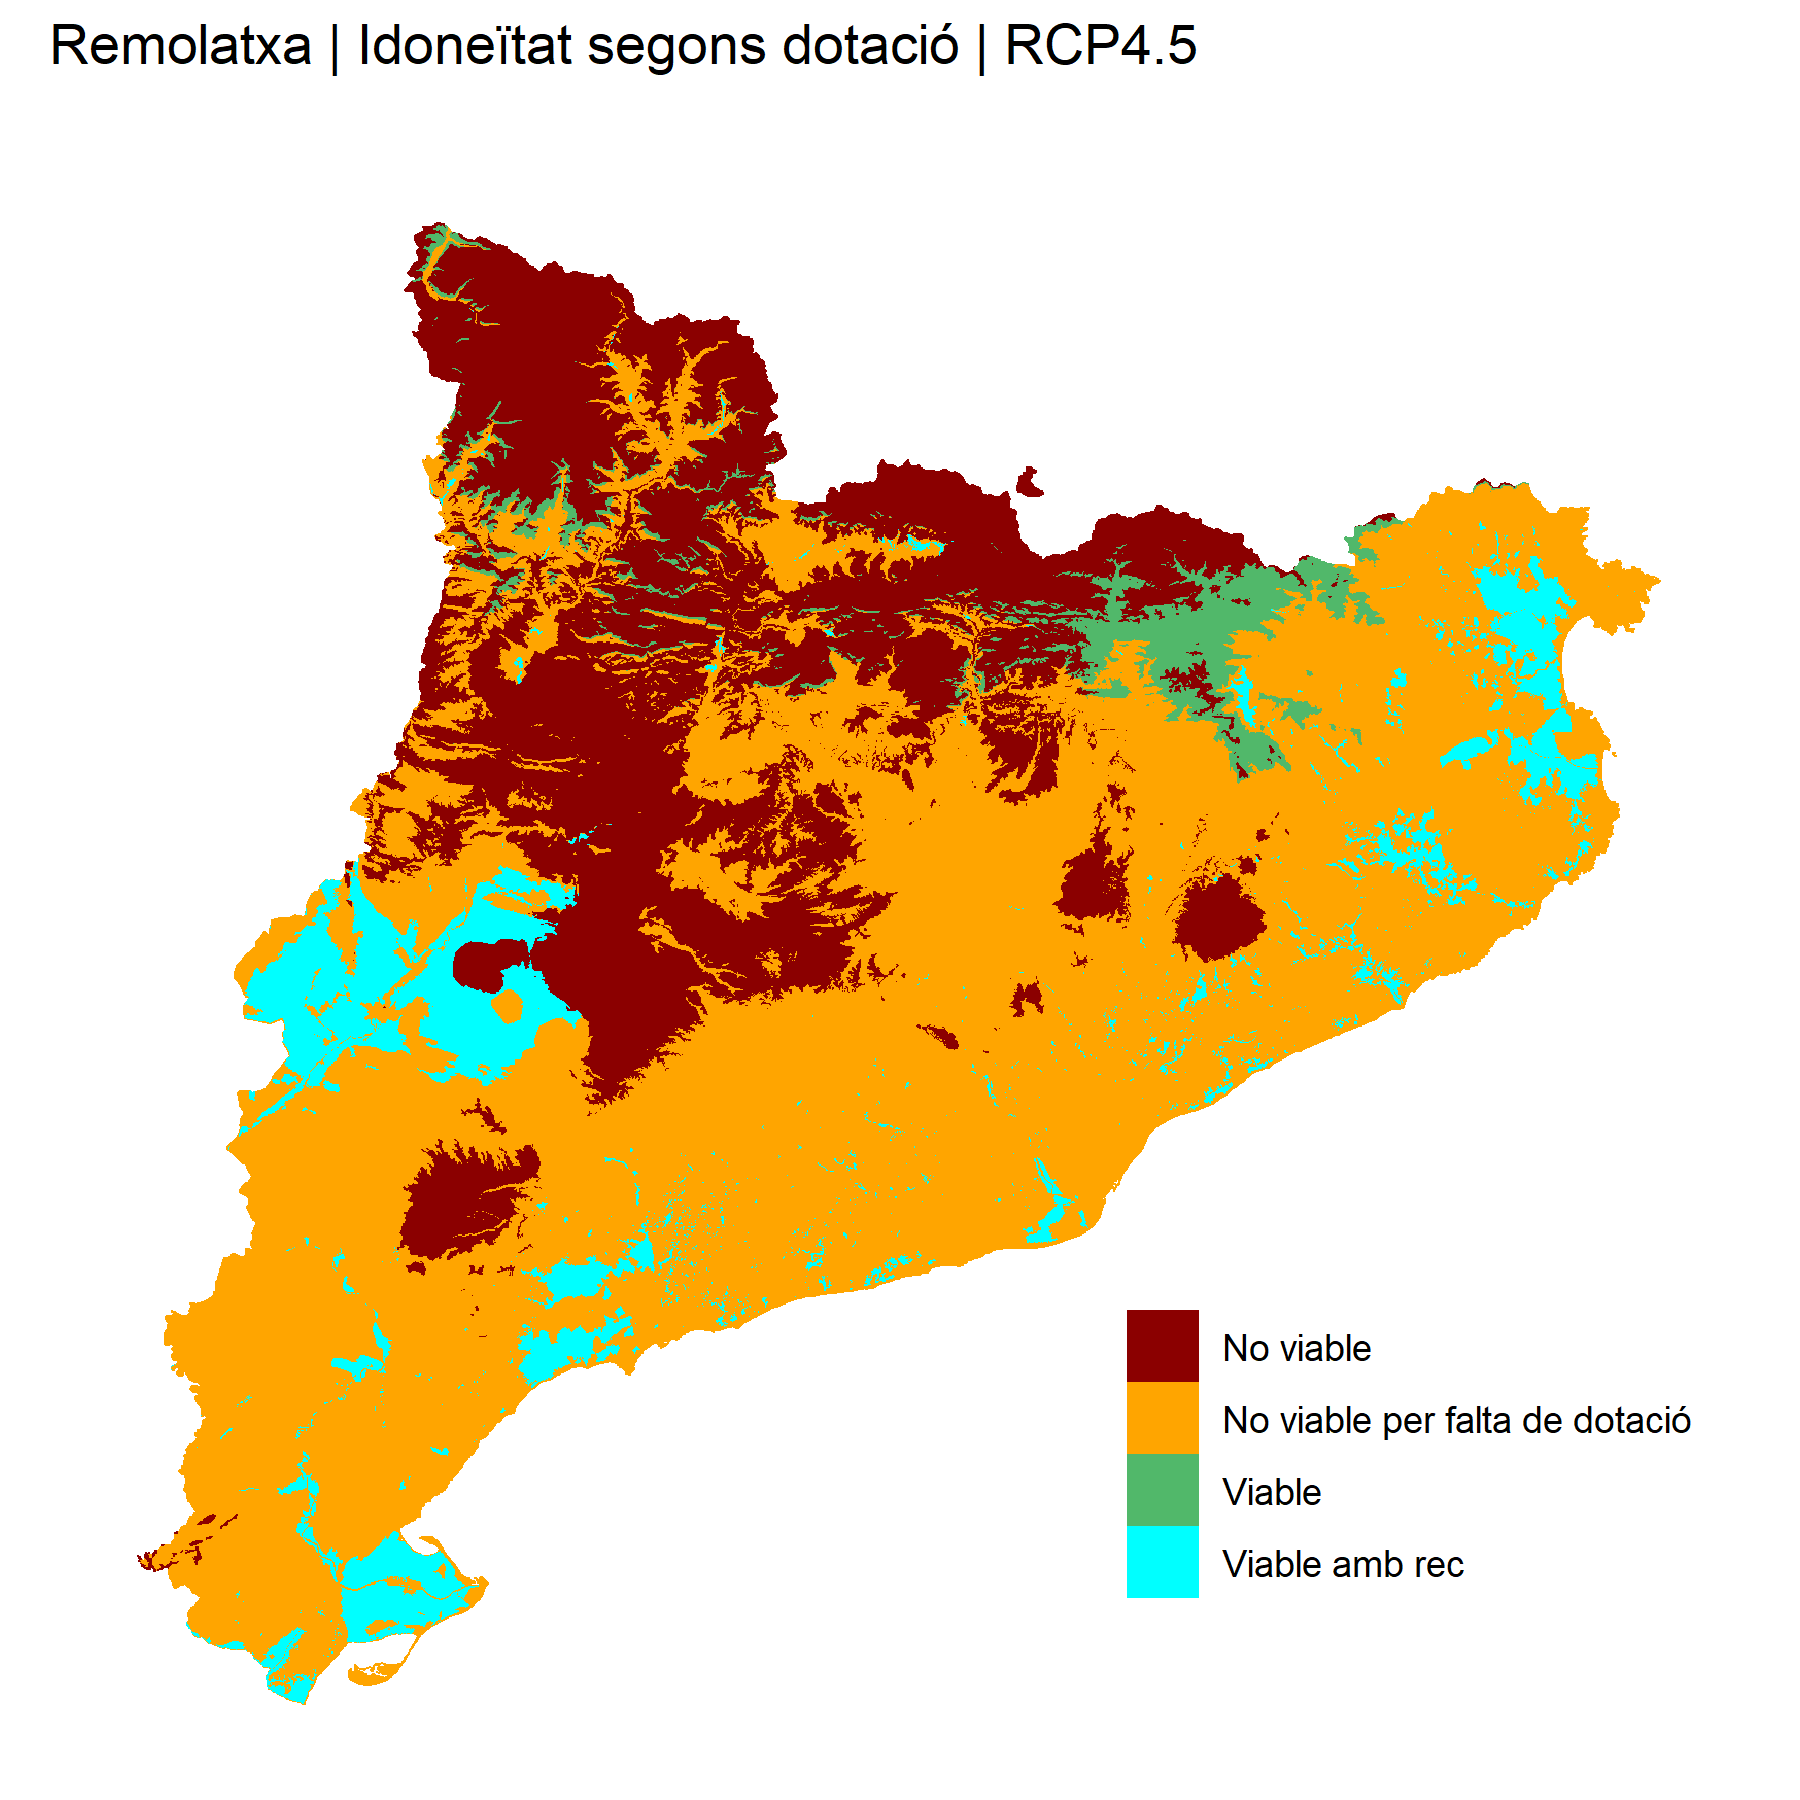 Remolatxa | Idoneïtat segons dotació | RCP4.5
No viable
No viable per falta de dotació
Viable
Viable amb rec